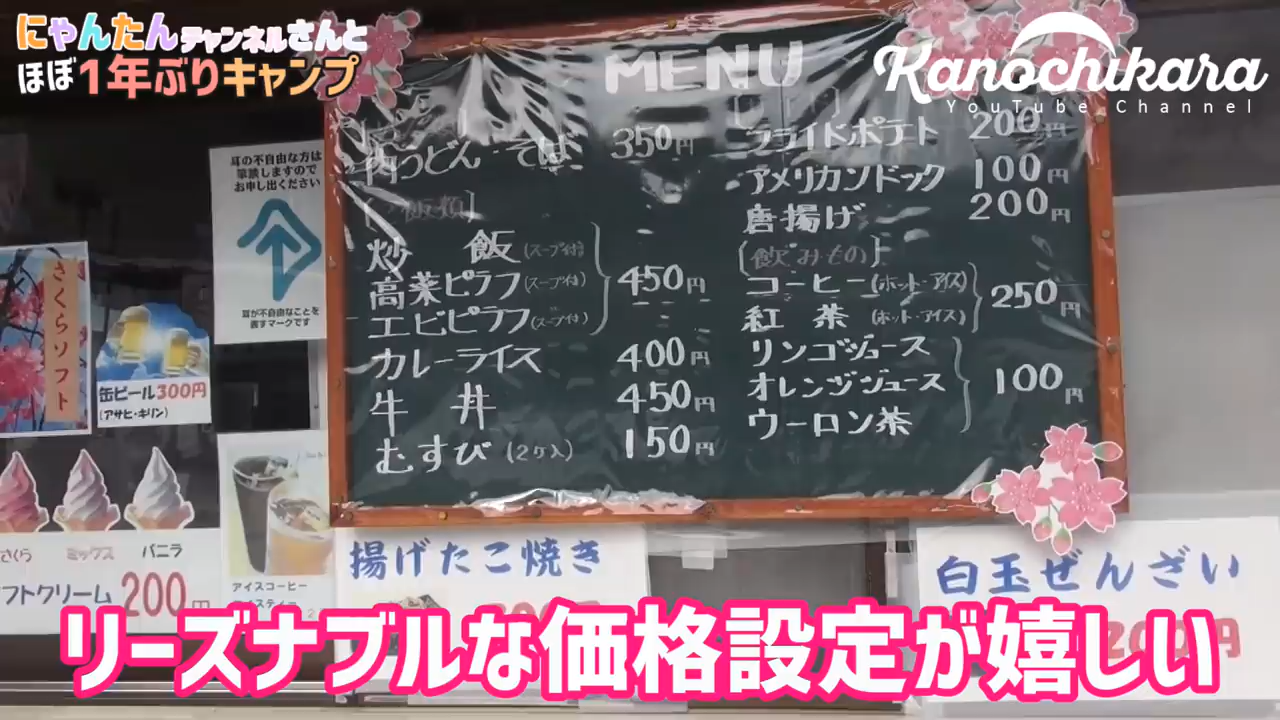 にゃんたんチャンネルさんと
ほぼ1年ぶりキャンプ
Kanochikara
YouTube Channel
MENU
肉うどん・そば 350円
[ご飯類]
炒飯(スープ付)
高菜ピラフ(スープ付) 450円
エビピラフ(スープ付)
カレーライス 400円
牛丼 450円
むすび(2ヶ入) 150円
フライドポテト 200円
アメリカンドック 100円
唐揚げ 200円
[飲みもの]
コーヒー(ホット・アイス)
紅茶(ホット・アイス) 250円
リンゴジュース
オレンジジュース 100円
ウーロン茶
耳の不自由な方は
筆談しますので
お申し出ください
耳が不自由なことを
表すマークです
さくらソフト
缶ビール300円
(アサヒ・キリン)
さくら ミックス バニラ
フトクリーム 200円
アイスコーヒー
揚げたこ焼き
白玉ぜんざい
200円
リーズナブルな価格設定が嬉しい